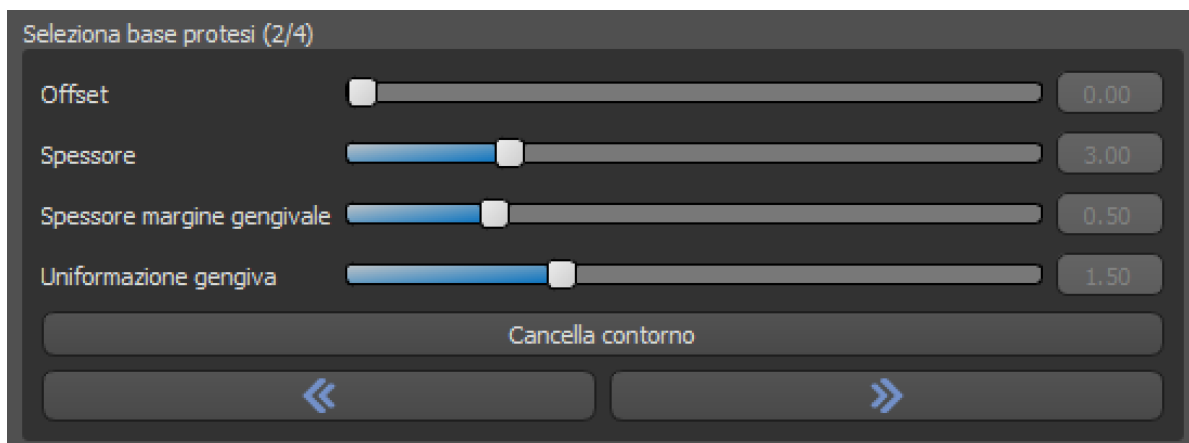 Seleziona base protesi (2/4)
Offset 0.00
Spessore 3.00
Spessore margine gengivale 0.50
Uniformazione gengiva 1.50
Cancella contorno